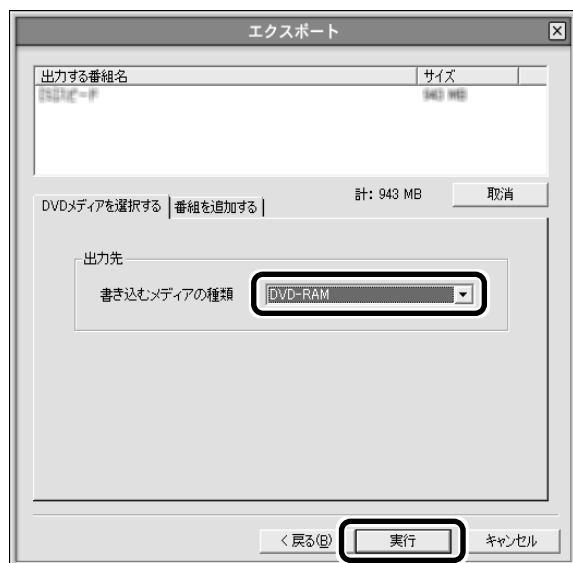 エクスポート
出力する番組名 サイズ
943 MB
計: 943 MB 取消
DVDメディアを選択する 番組を追加する
出力先
書き込むメディアの種類 DVD-RAM
< 戻る(B) 実行 キャンセル